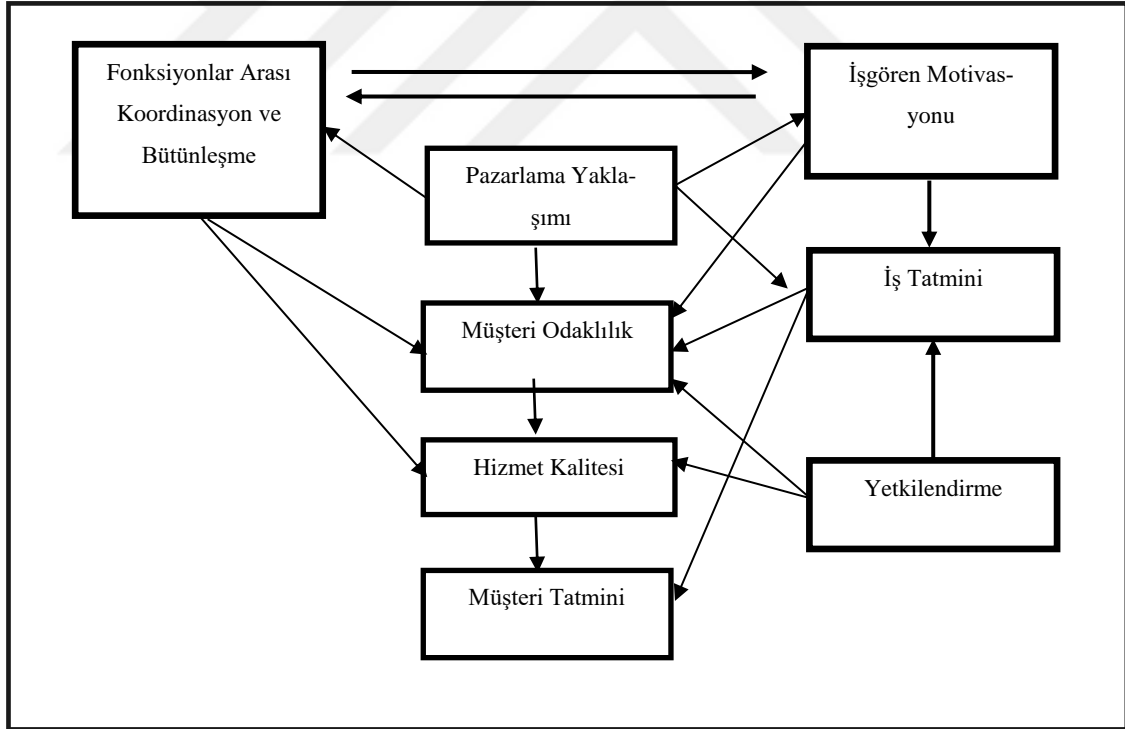 Fonksiyonlar Arası
Koordinasyon ve
Bütünleşme
İşgören Motivas-
yonu
Pazarlama Yakla-
şımı
İş Tatmini
Müşteri Odaklılık
Hizmet Kalitesi
Yetkilendirme
Müşteri Tatmini